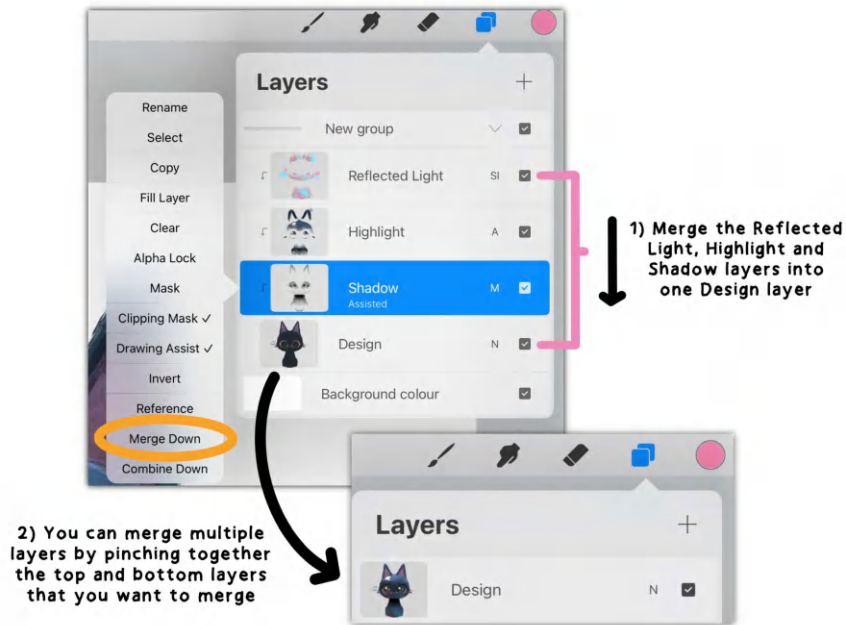 Layers
Rename
Select
Copy
Fill Layer
Clear
Alpha Lock
Mask
Clipping Mask ✓
Drawing Assist ✓
Invert
Reference
Merge Down
Combine Down
New group
Reflected Light SI
Highlight A
Shadow M
Assisted
Design N
Background colour
1) Merge the Reflected
Light, Highlight and
Shadow layers into
one Design layer
2) You can merge multiple
layers by pinching together
the top and bottom layers
that you want to merge
Layers
Design N